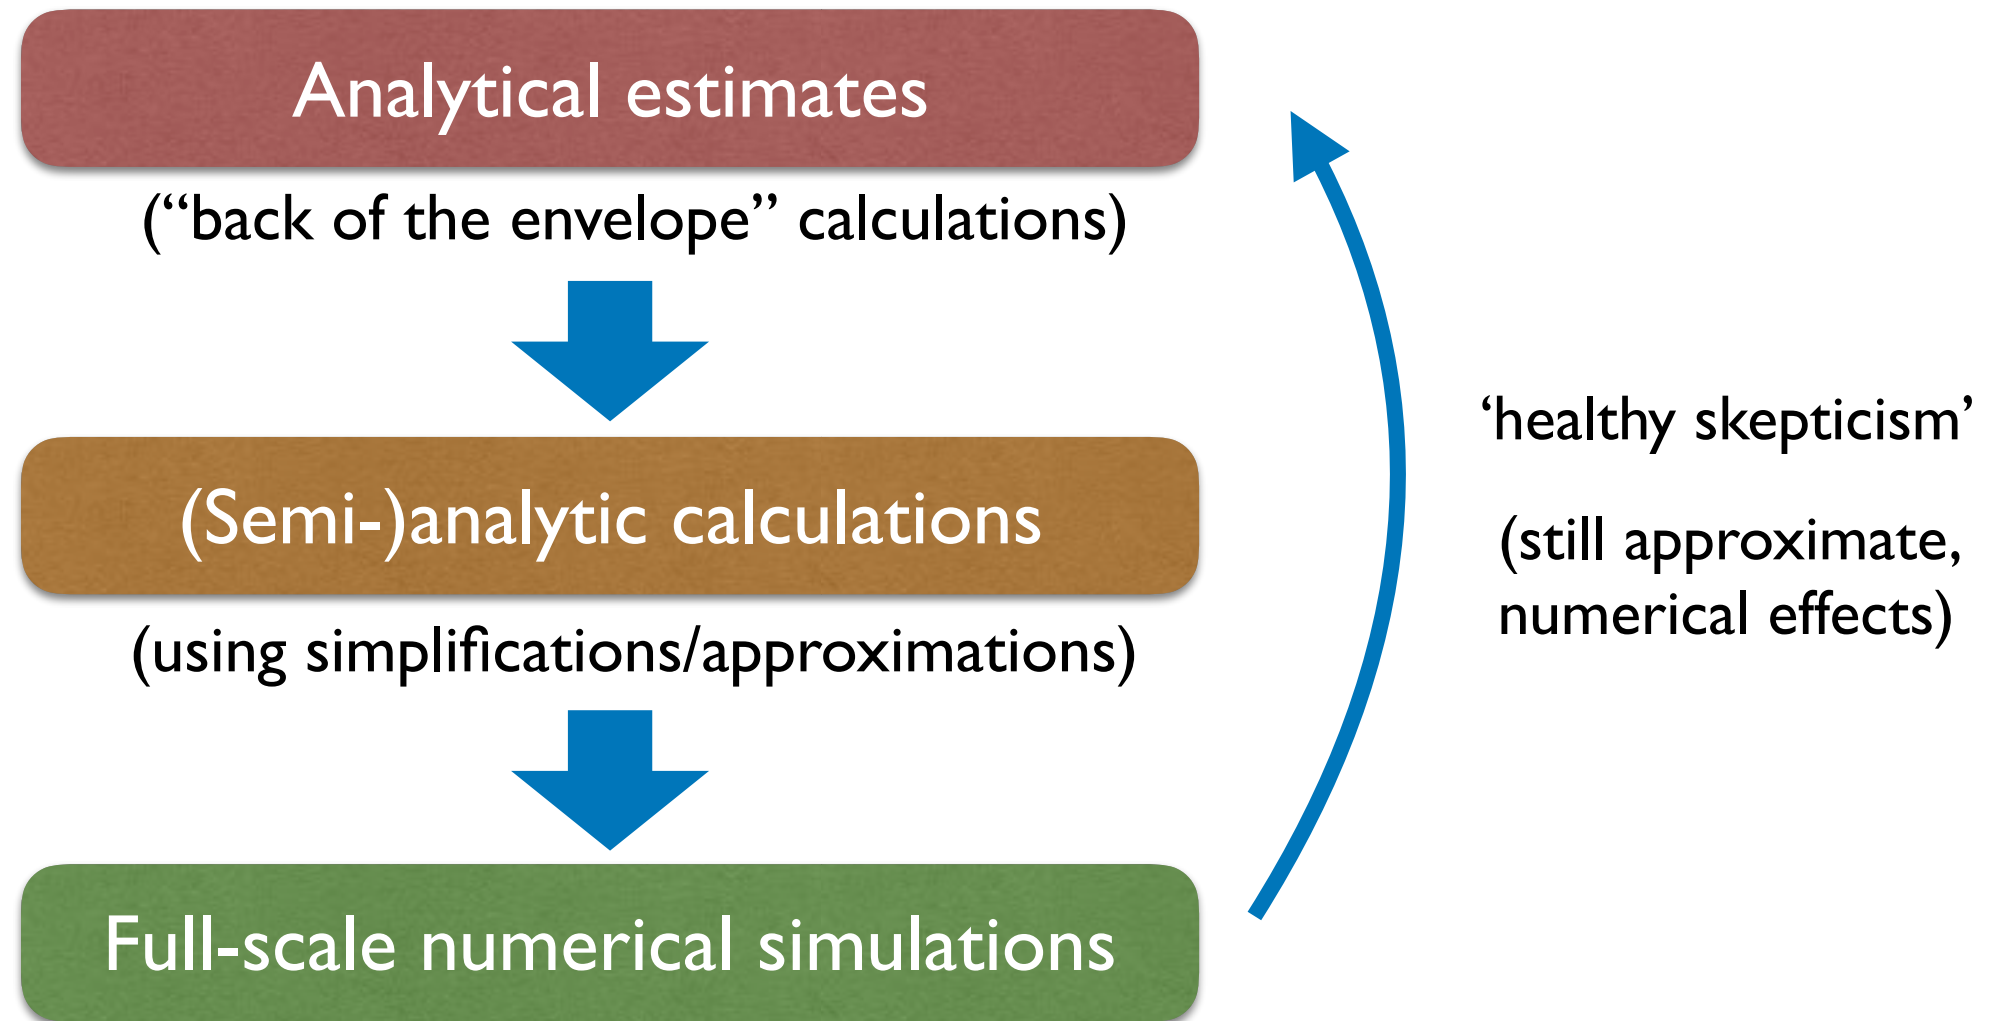 Analytical estimates
(“back of the envelope” calculations)
(Semi-)analytic calculations
(using simplifications/approximations)
Full-scale numerical simulations
‘healthy skepticism’
(still approximate,
numerical effects)